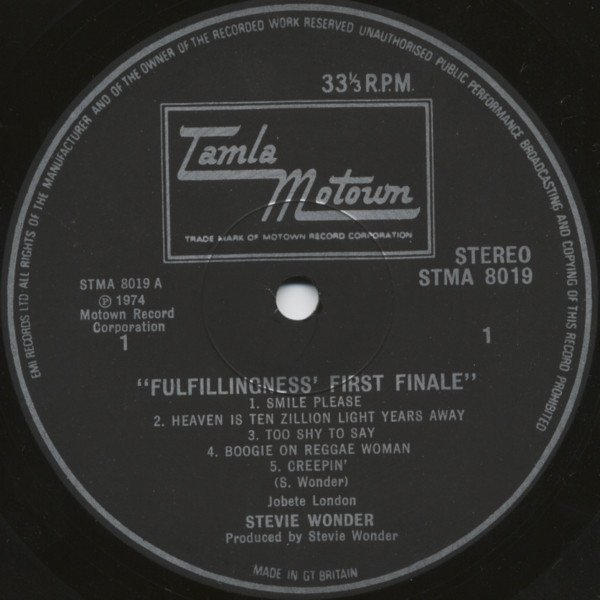 EMI RECORDS LTD ALL RIGHTS OF THE MANUFACTURER AND OF THE OWNER OF THE RECORDED WORK RESERVED UNAUTHORISED PUBLIC PERFORMANCE BROADCASTING AND COPYING OF THIS RECORD PROHIBITED
33⅓ R.P.M.
Tamla
Motown
TRADE MARK OF MOTOWN RECORD CORPORATION
STEREO
STMA 8019
STMA 8019 A
Ⓟ 1974
Motown Record
Corporation
1
1
"FULFILLINGNESS' FIRST FINALE"
1. SMILE PLEASE
2. HEAVEN IS TEN ZILLION LIGHT YEARS AWAY
3. TOO SHY TO SAY
4. BOOGIE ON REGGAE WOMAN
5. CREEPIN'
(S. Wonder)
Jobete London
STEVIE WONDER
Produced by Stevie Wonder
MADE IN GT BRITAIN